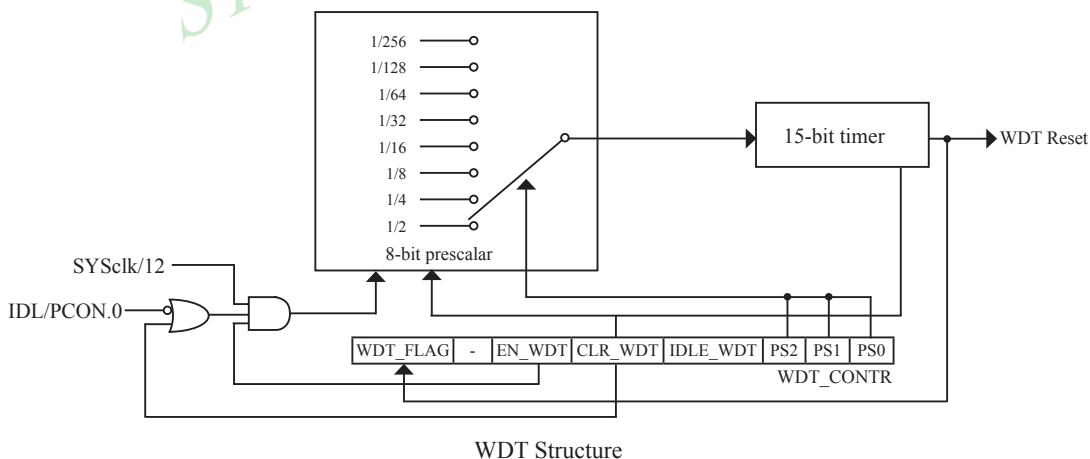 1/256
1/128
1/64
1/32
1/16
1/8
1/4
1/2
8-bit prescalar
15-bit timer
WDT Reset
SYSclk/12
IDL/PCON.0
WDT_FLAG - EN_WDT CLR_WDT IDLE_WDT PS2 PS1 PS0
WDT_CONTR
WDT Structure